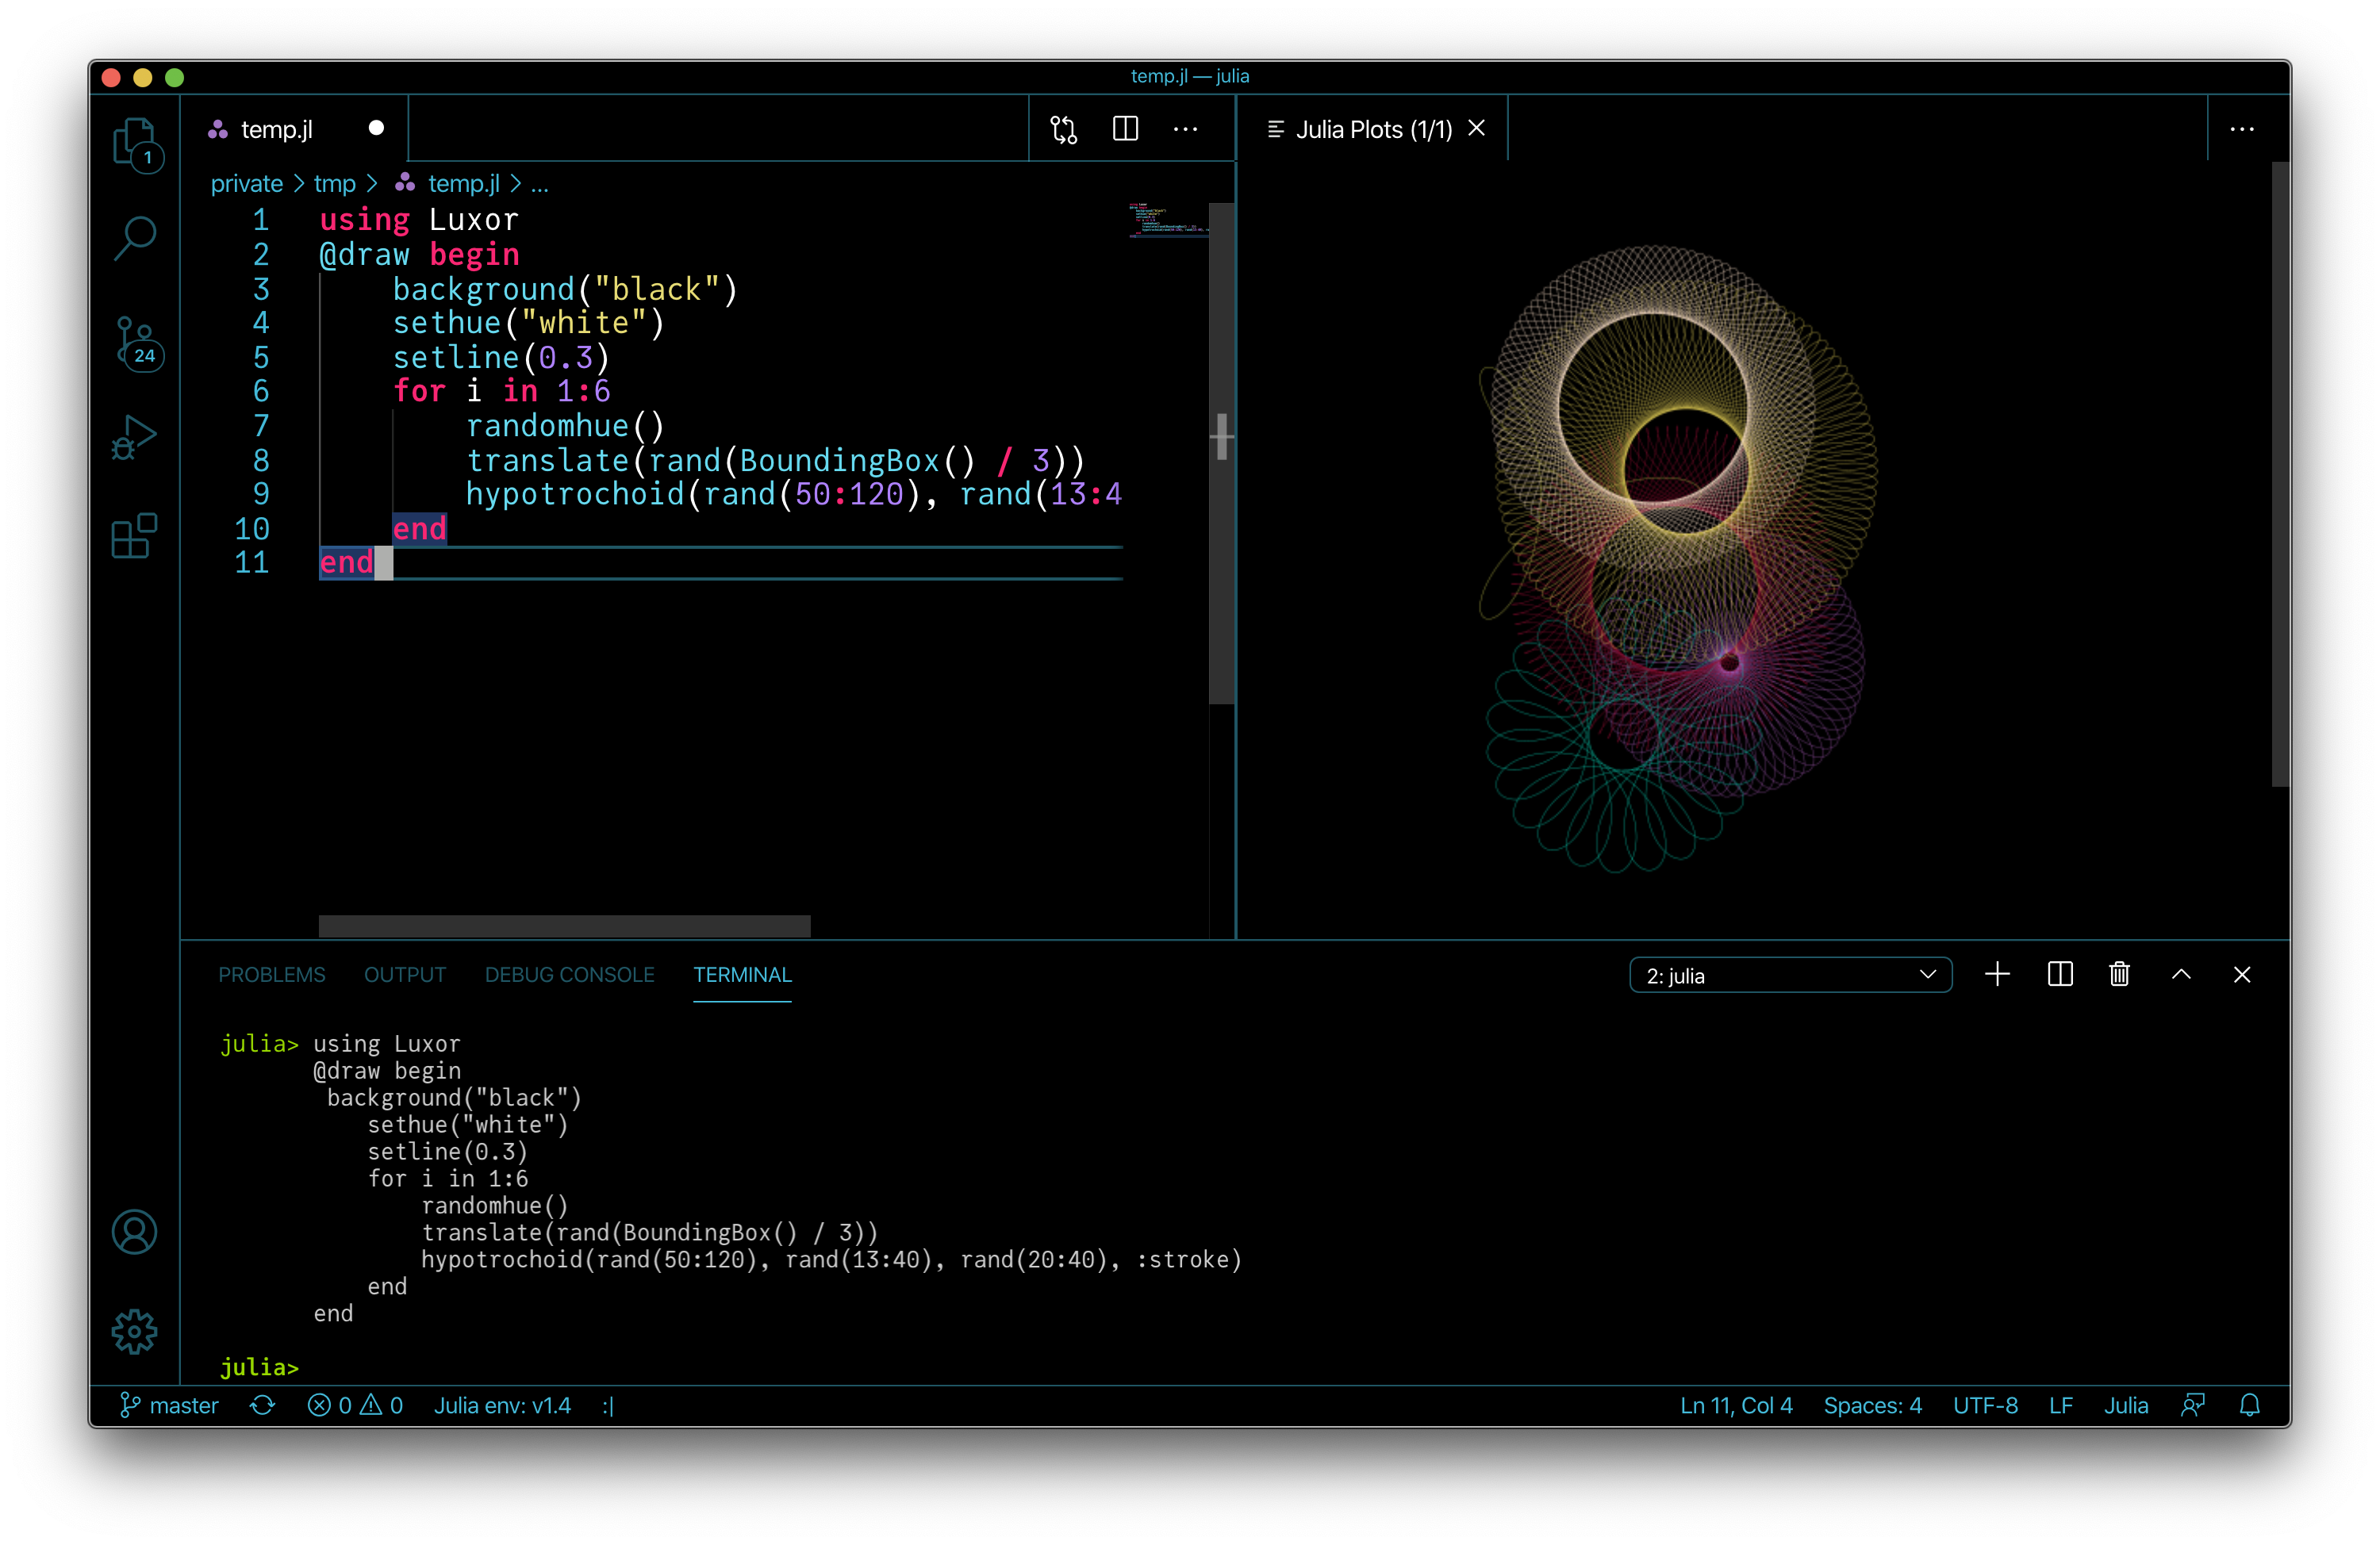 temp.jl — julia
temp.jl
Julia Plots (1/1)
1
24
private > tmp > temp.jl > ...
1 using Luxor
2 @draw begin
3     background("black")
4     sethue("white")
5     setline(0.3)
6     for i in 1:6
7         randomhue()
8         translate(rand(BoundingBox() / 3))
9         hypotrochoid(rand(50:120), rand(13:4
10     end
11 end
PROBLEMS OUTPUT DEBUG CONSOLE TERMINAL
2: julia
julia> using Luxor
       @draw begin
        background("black")
           sethue("white")
           setline(0.3)
           for i in 1:6
               randomhue()
               translate(rand(BoundingBox() / 3))
               hypotrochoid(rand(50:120), rand(13:40), rand(20:40), :stroke)
           end
       end
julia>
master 0 0 Julia env: v1.4 :| Ln 11, Col 4 Spaces: 4 UTF-8 LF Julia